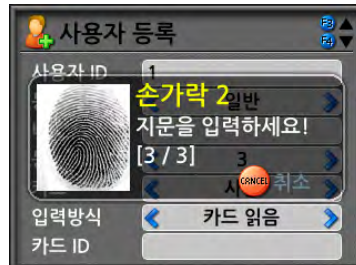 사용자 등록
F3
F4
사용자 ID
1
손가락 2
일반
지문을 입력하세요!
[3 / 3]
3
CANCEL 취소
입력방식
카드 읽음
카드 ID